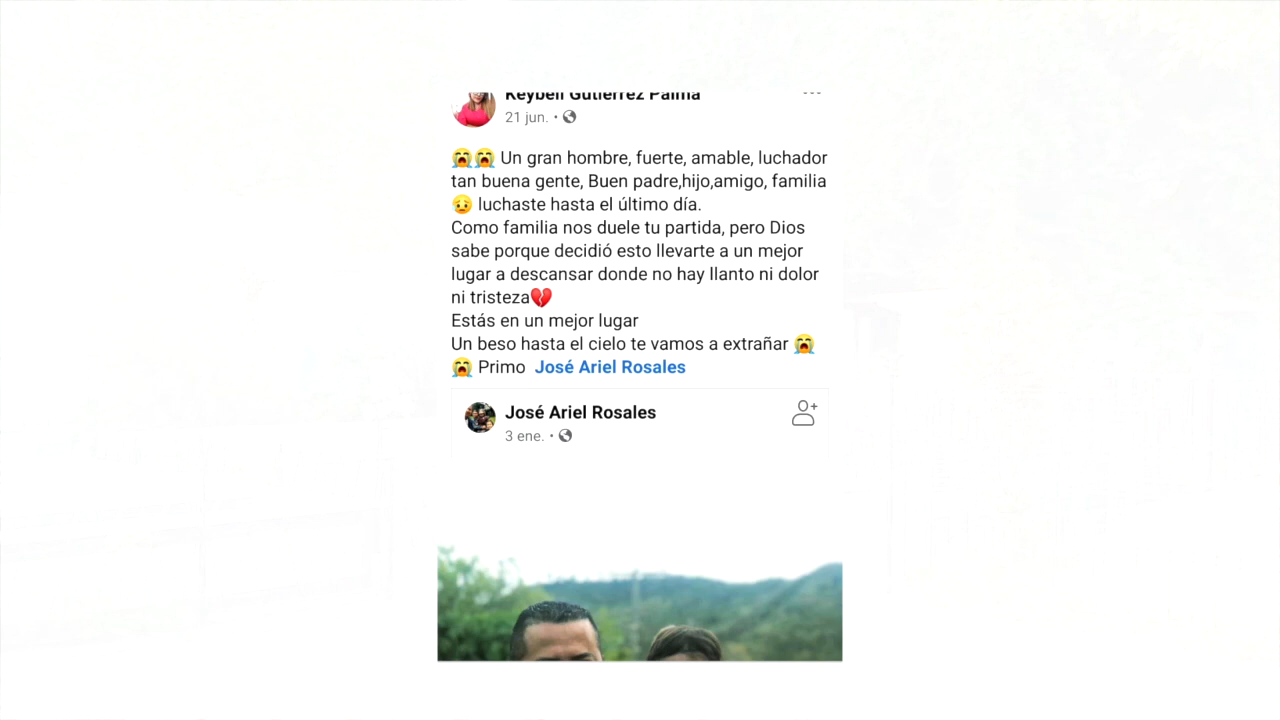 Keybell Gutierrez Palma
21 jun.
Un gran hombre, fuerte, amable, luchador
tan buena gente, Buen padre,hijo,amigo, familia
luchaste hasta el último día.
Como familia nos duele tu partida, pero Dios
sabe porque decidió esto llevarte a un mejor
lugar a descansar donde no hay llanto ni dolor
ni tristeza
Estás en un mejor lugar
Un beso hasta el cielo te vamos a extrañar
Primo José Ariel Rosales
José Ariel Rosales
3 ene.